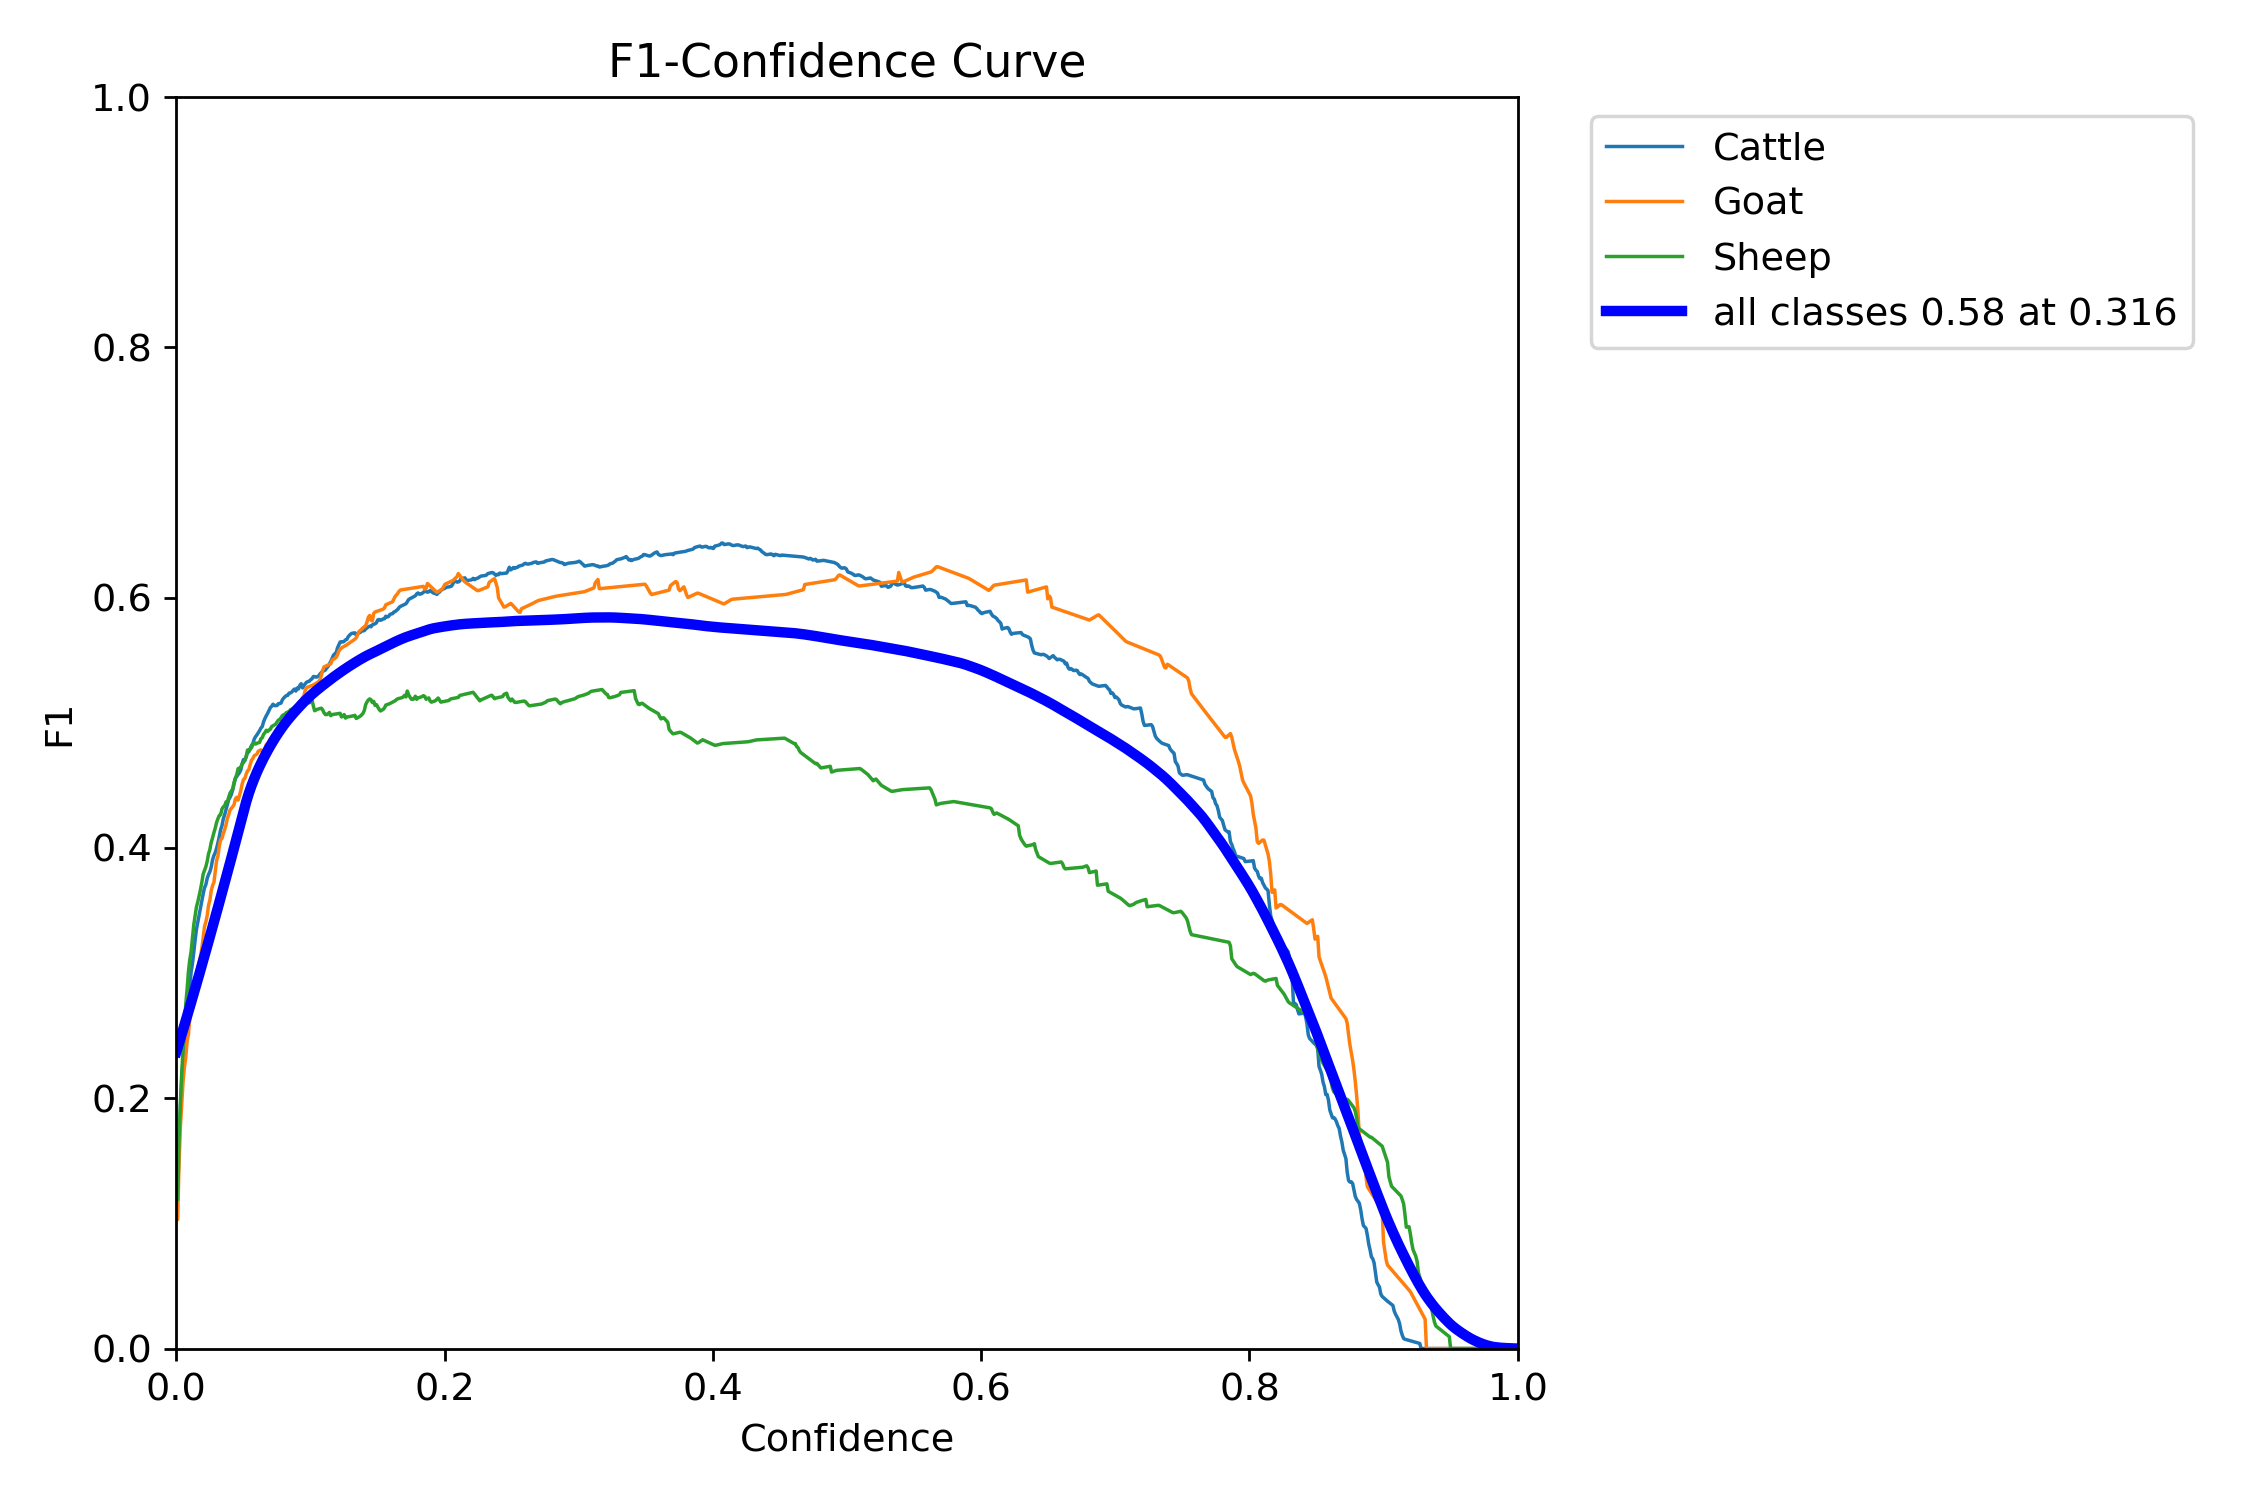 F1-Confidence Curve
1.0
0.8
0.6
0.4
0.2
0.0
F1
0.0 0.2 0.4 0.6 0.8 1.0
Confidence
Cattle
Goat
Sheep
all classes 0.58 at 0.316